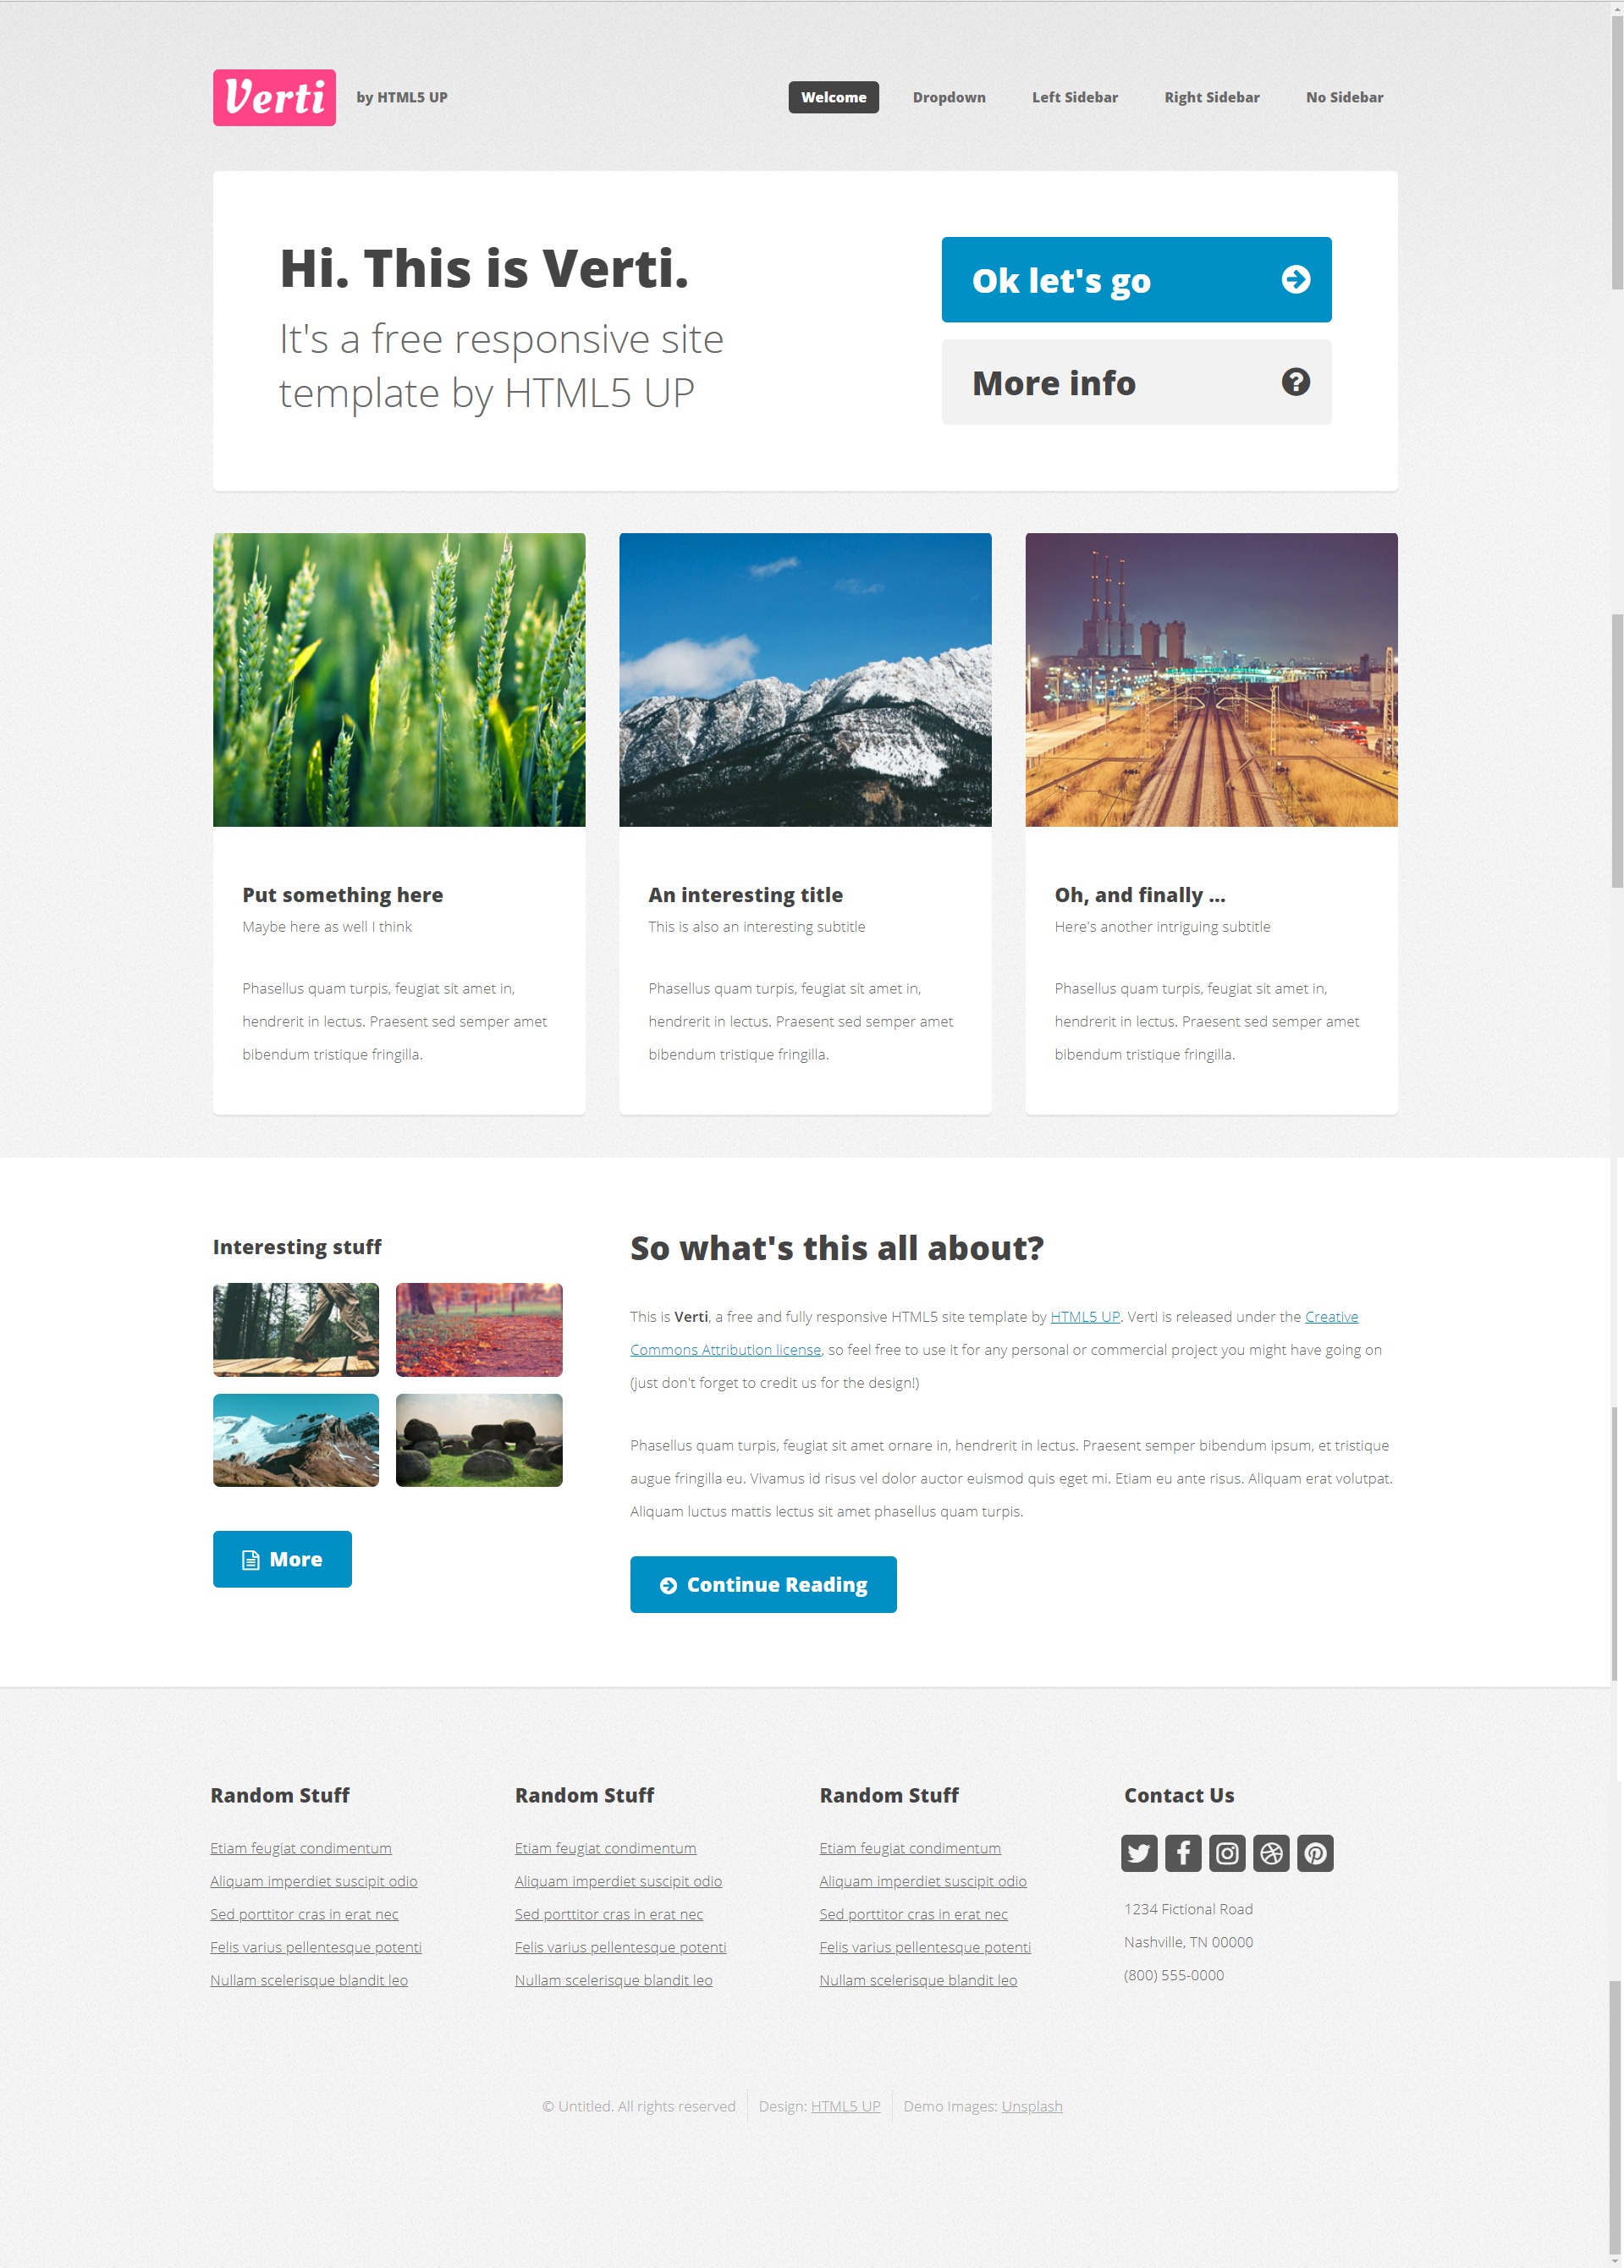 Verti by HTML5 UP Welcome Dropdown Left Sidebar Right Sidebar No Sidebar
Hi. This is Verti.
It's a free responsive site
template by HTML5 UP
Ok let's go
More info
Put something here
Maybe here as well I think
Phasellus quam turpis, feugiat sit amet in,
hendrerit in lectus. Praesent sed semper amet
bibendum tristique fringilla.
An interesting title
This is also an interesting subtitle
Phasellus quam turpis, feugiat sit amet in,
hendrerit in lectus. Praesent sed semper amet
bibendum tristique fringilla.
Oh, and finally ...
Here's another intriguing subtitle
Phasellus quam turpis, feugiat sit amet in,
hendrerit in lectus. Praesent sed semper amet
bibendum tristique fringilla.
Interesting stuff
More
So what's this all about?
This is Verti, a free and fully responsive HTML5 site template by HTML5 UP. Verti is released under the Creative
Commons Attribution license, so feel free to use it for any personal or commercial project you might have going on
(just don't forget to credit us for the design!)
Phasellus quam turpis, feugiat sit amet ornare in, hendrerit in lectus. Praesent semper bibendum ipsum, et tristique
augue fringilla eu. Vivamus id risus vel dolor auctor euismod quis eget mi. Etiam eu ante risus. Aliquam erat volutpat.
Aliquam luctus mattis lectus sit amet phasellus quam turpis.
Continue Reading
Random Stuff
Etiam feugiat condimentum
Aliquam imperdiet suscipit odio
Sed porttitor cras in erat nec
Felis varius pellentesque potenti
Nullam scelerisque blandit leo
Random Stuff
Etiam feugiat condimentum
Aliquam imperdiet suscipit odio
Sed porttitor cras in erat nec
Felis varius pellentesque potenti
Nullam scelerisque blandit leo
Random Stuff
Etiam feugiat condimentum
Aliquam imperdiet suscipit odio
Sed porttitor cras in erat nec
Felis varius pellentesque potenti
Nullam scelerisque blandit leo
Contact Us
1234 Fictional Road
Nashville, TN 00000
(800) 555-0000
© Untitled. All rights reserved Design: HTML5 UP Demo Images: Unsplash